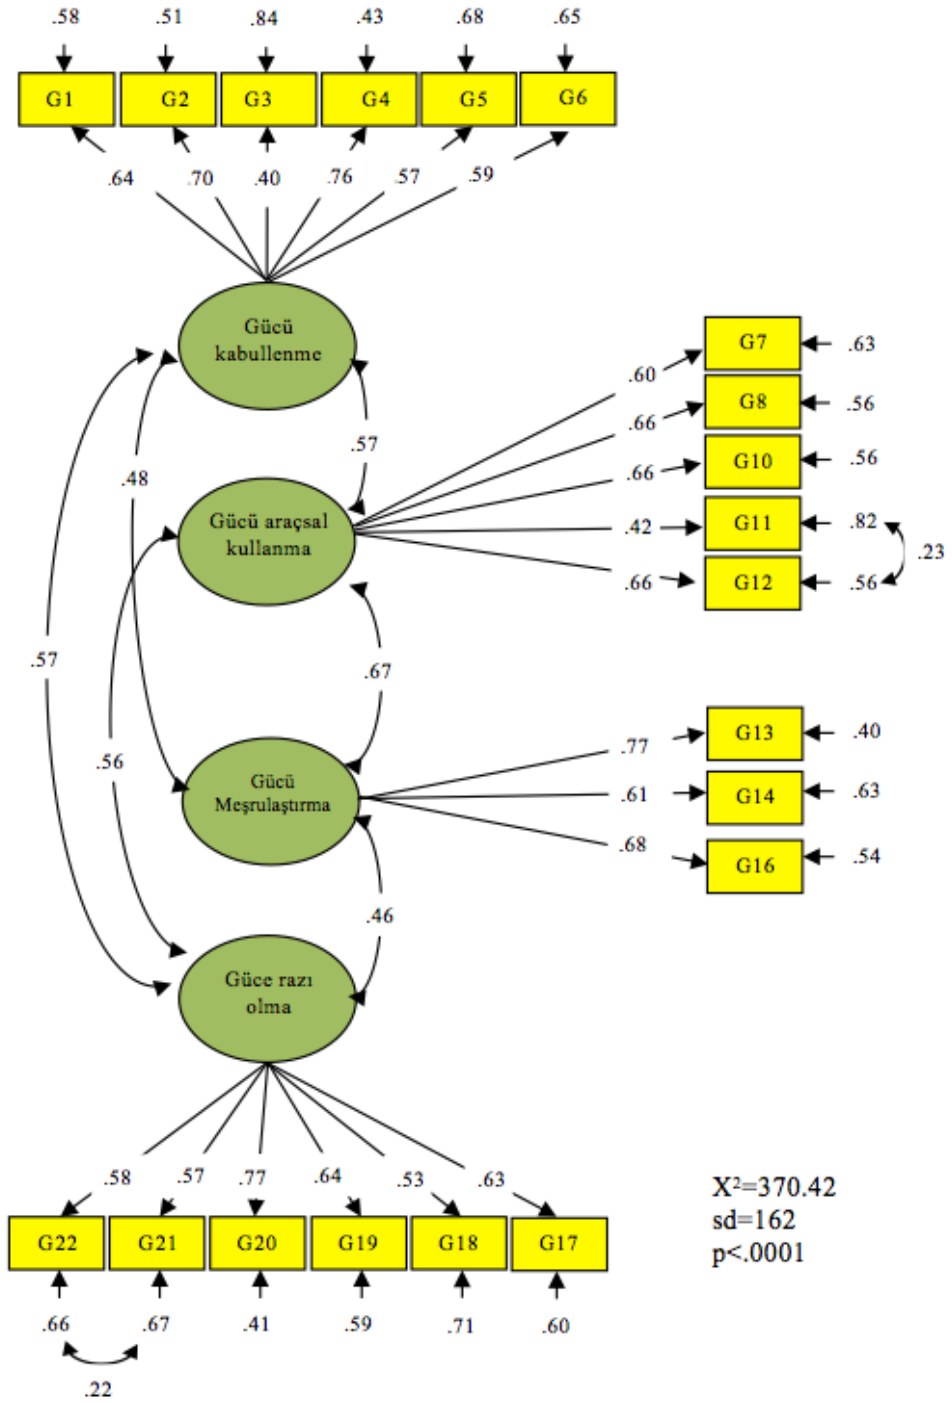 .58 .51 .84 .43 .68 .65
G1 G2 G3 G4 G5 G6
.64 .70 .40 .76 .57 .59
Gücü
kabullenme
G7 .63
.60
G8 .56
.66
.57
G10 .56
.66
.48
Gücü araçsal
kullanma
.42 G11 .82
.23
.66 G12 .56
.57
.67
G13 .40
.77
.56
Gücü
Meşrulaştırma
.61 G14 .63
.68
G16 .54
.46
Güce razı
olma
.58 .57 .77 .64 .53 .63
X²=370.42
sd=162
p<.0001
G22 G21 G20 G19 G18 G17
.66 .67 .41 .59 .71 .60
.22